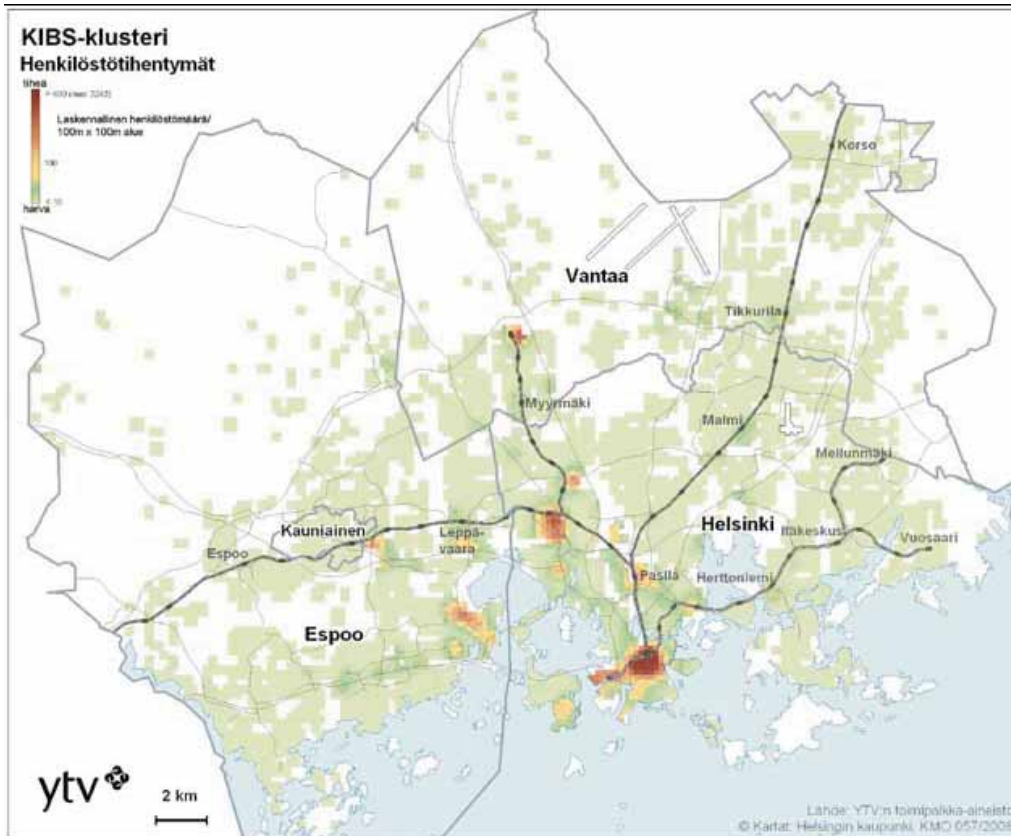 KIBS-klusteri
Henkilöstötihentymät
tiheä
Laskennallinen henkilöstömäärä/
100m x 100m alue
100
harva
Korso
Vantaa
Tikkurila
Myyrmäki
Malmi
Mellunmäki
Kauniainen
Helsinki
Espoo
Leppä-
vaara
Itäkeskus
Vuosaari
Pasila
Herttoniemi
Espoo
ytv
2 km
Lähde: YTV:n toimipaikka-aineisto
© Kartat: Helsingin kaupunki, KMO 057/2008